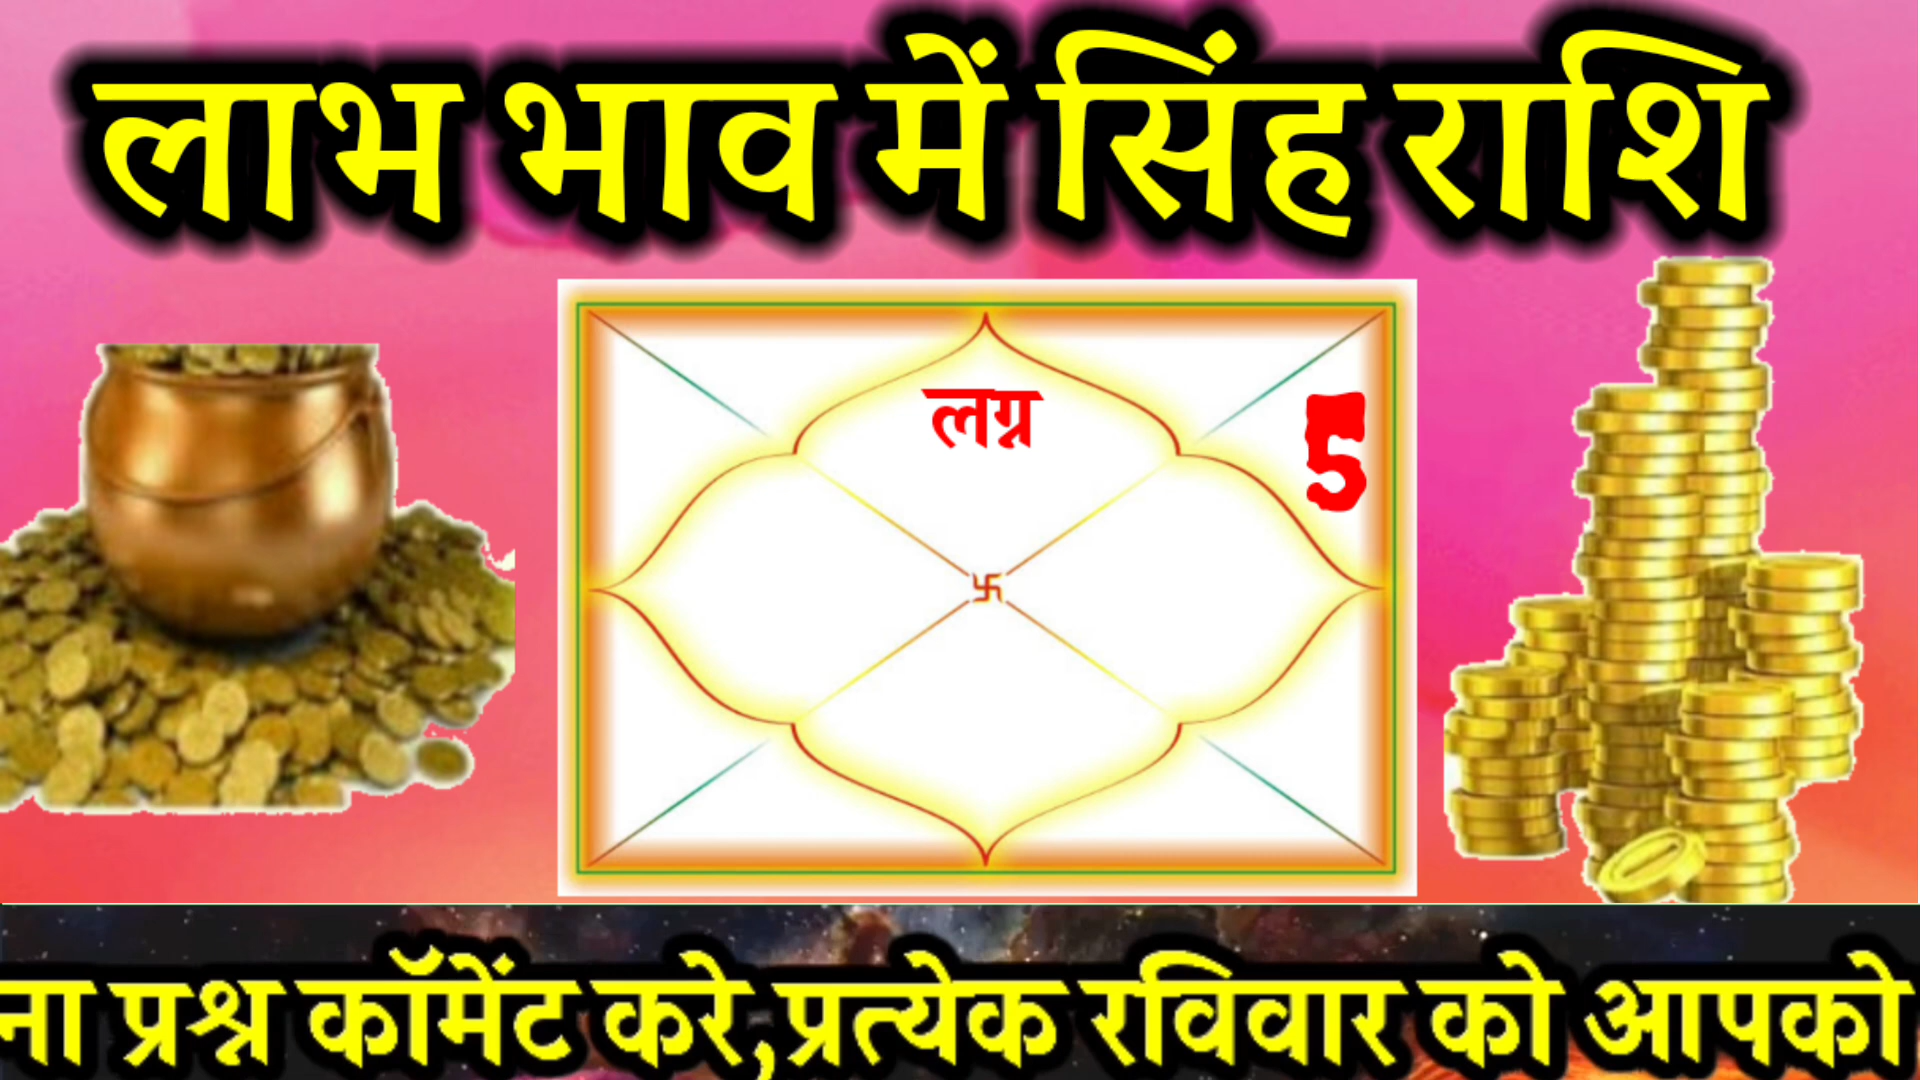 लाभ भाव में सिंह राशि
लग्न
5
ना प्रश्न कॉमेंट करे,प्रत्येक रविवार को आपको